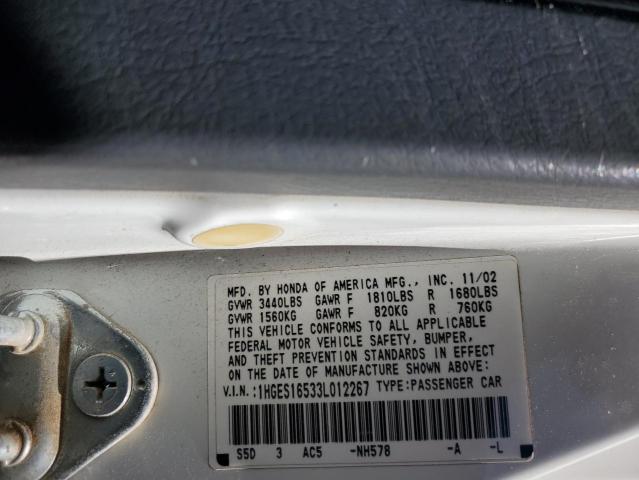 MFD. BY HONDA OF AMERICA MFG., INC. 11/02
GVWR 3440LBS GAWR F 1810LBS R 1680LBS
GVWR 1560KG GAWR F 820KG R 760KG
THIS VEHICLE CONFORMS TO ALL APPLICABLE
FEDERAL MOTOR VEHICLE SAFETY, BUMPER,
AND THEFT PREVENTION STANDARDS IN EFFECT
ON THE DATE OF MANUFACTURE SHOWN ABOVE:
V.I.N.:1HGES16533L012267 TYPE:PASSENGER CAR
S5D 3 AC5 -NH578 -A -L